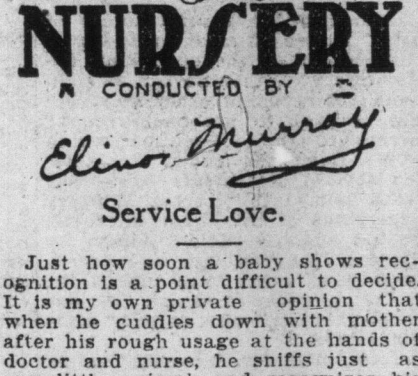 NURSERY
CONDUCTED BY
Elinor Murray
Service Love.
Just how soon a baby shows rec-
ognition is a point difficult to decide.
It is my own private opinion that
when he cuddles down with mother
after his rough usage at the hands of
doctor and nurse, he sniffs just as